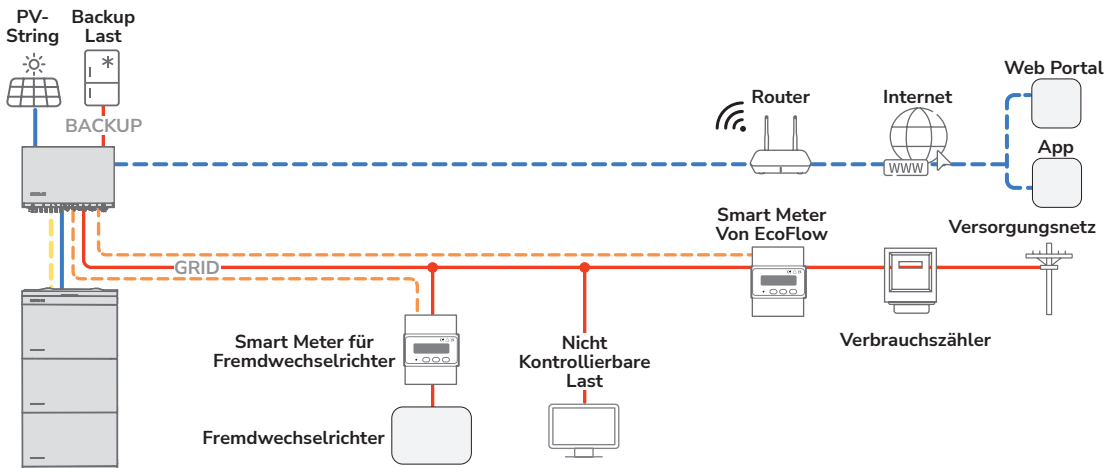 PV-
String
Backup
Last
BACKUP
Router
Internet
WWW
Web Portal
App
Smart Meter
Von EcoFlow
Versorgungsnetz
GRID
Verbrauchszähler
Smart Meter für
Fremdwechselrichter
Nicht
Kontrollierbare
Last
Fremdwechselrichter